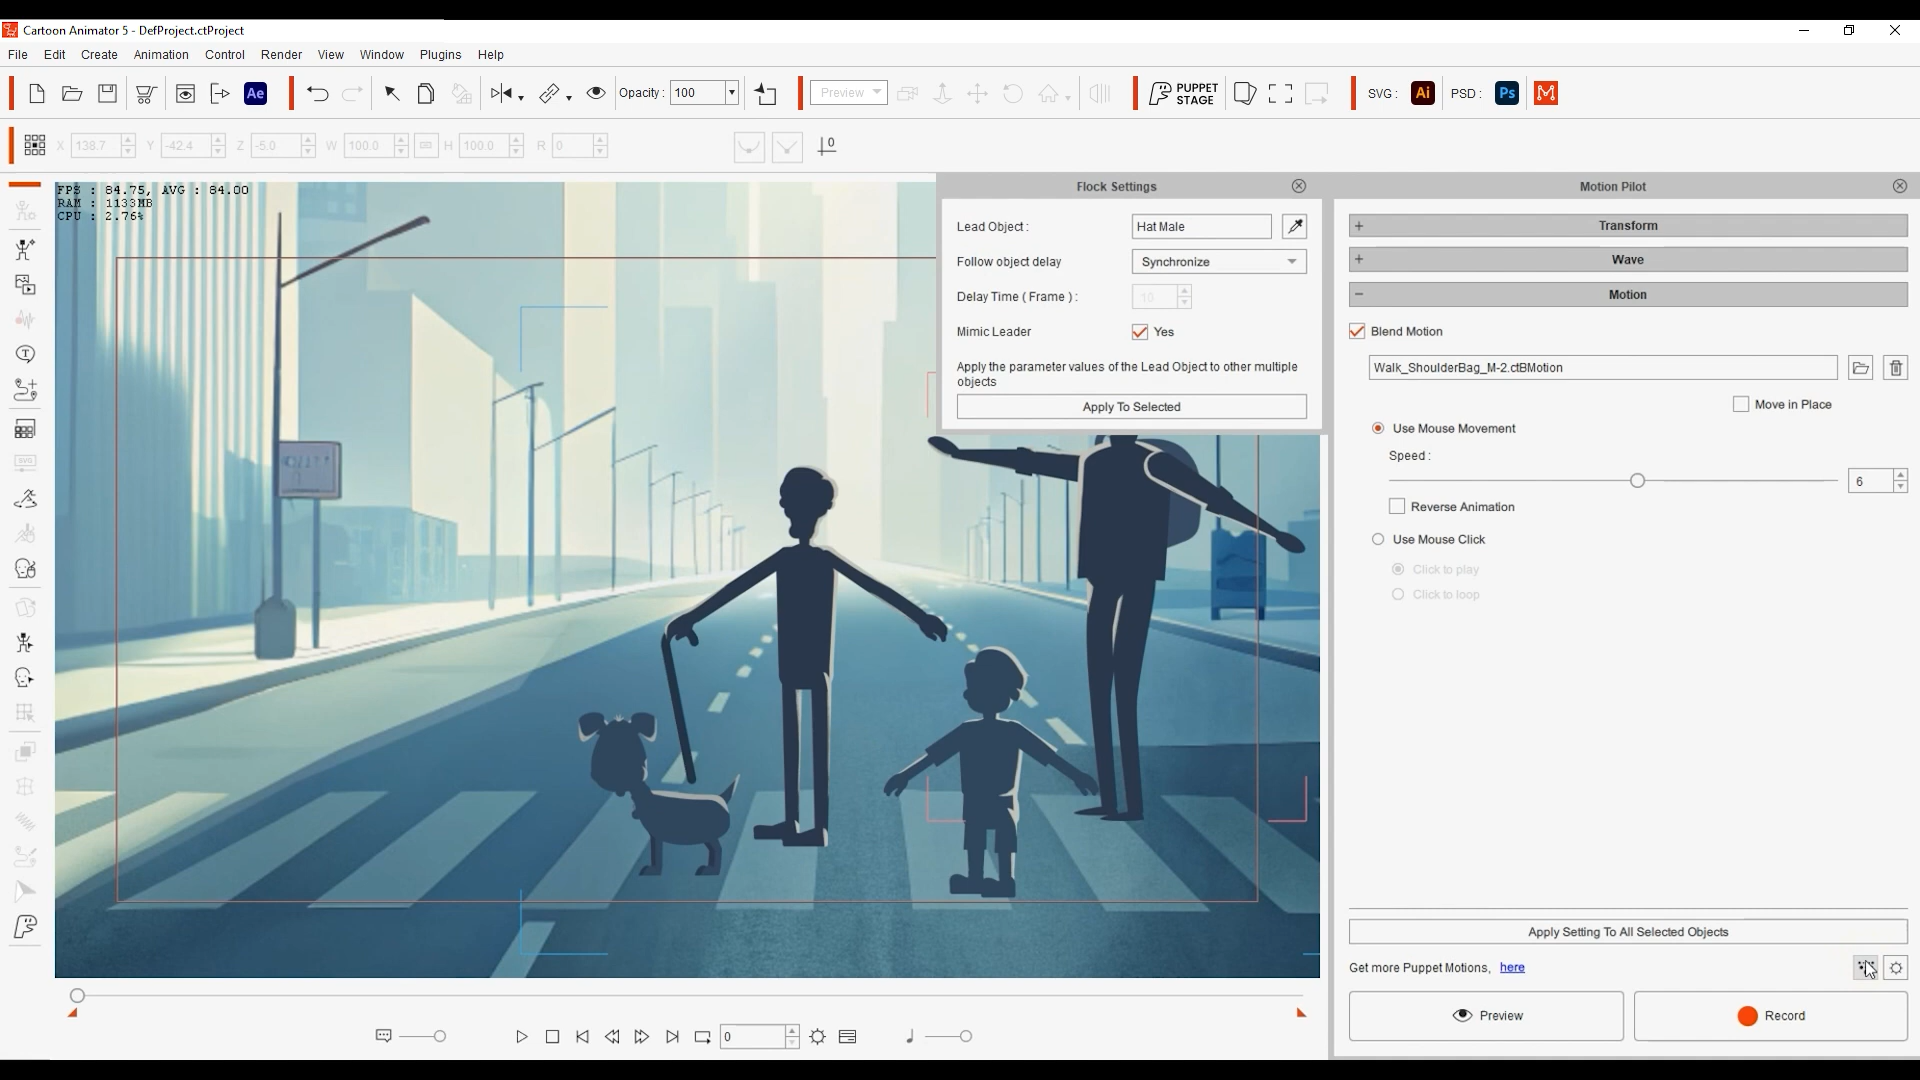 Cartoon Animator 5 - DefProject.ctProject
File Edit Create Animation Control Render View Window Plugins Help
Ae Opacity : 100 Preview PUPPET STAGE SVG : Ai PSD : Ps
X 138.7 Y -42.4 Z -5.0 W 100.0 H 100.0 R 0 0
FPS : 84.75, AVG : 84.00
RAM : 1133MB
CPU : 2.76%
Flock Settings
Lead Object : Hat Male
Follow object delay Synchronize
Delay Time ( Frame ) : 10
Mimic Leader Yes
Apply the parameter values of the Lead Object to other multiple
objects
Apply To Selected
Motion Pilot
Transform
Wave
Motion
Blend Motion
Walk_ShoulderBag_M-2.ctBMotion
Move in Place
Use Mouse Movement
Speed :
6
Reverse Animation
Use Mouse Click
Click to play
Click to loop
Apply Setting To All Selected Objects
Get more Puppet Motions, here
Preview Record
0
SVG